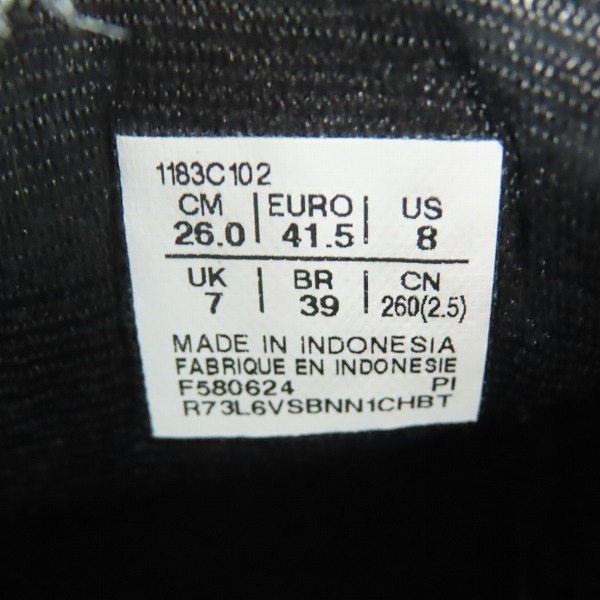 1183C102
CM | EURO | US
26.0 | 41.5 | 8
UK | BR | CN
7 | 39 | 260(2.5)
MADE IN INDONESIA
FABRIQUE EN INDONESIE
F580624 PI
R73L6VSBNN1CHBT